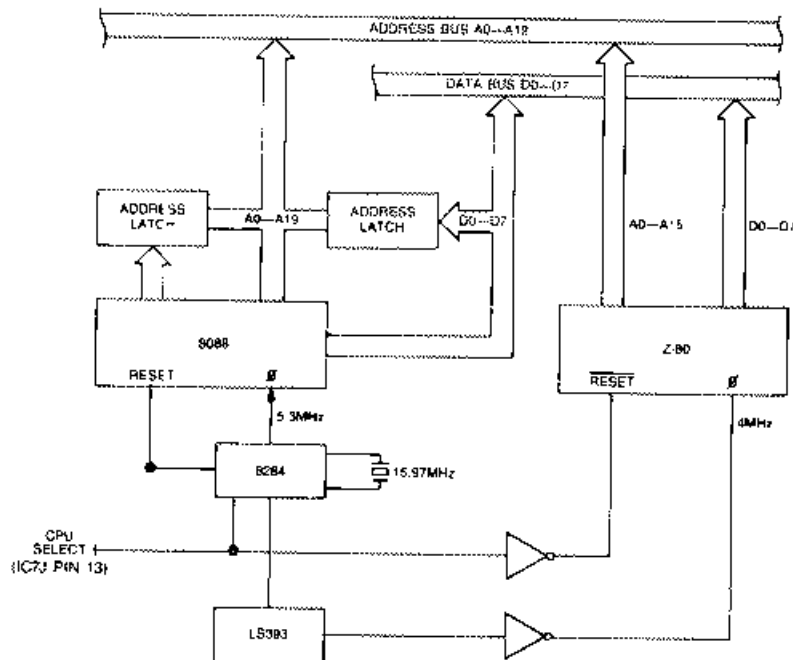 ADDRESS BUS A0—A19
DATA BUS D0—D7
ADDRESS
LATCH
A0—A19
ADDRESS
LATCH
D0—D7
A0—A15
D0—D7
8088
RESET
Ø
Z-80
RESET
Ø
5.3MHz
4MHz
8284
15.97MHz
CPU
SELECT
(IC73 PIN 13)
LS393